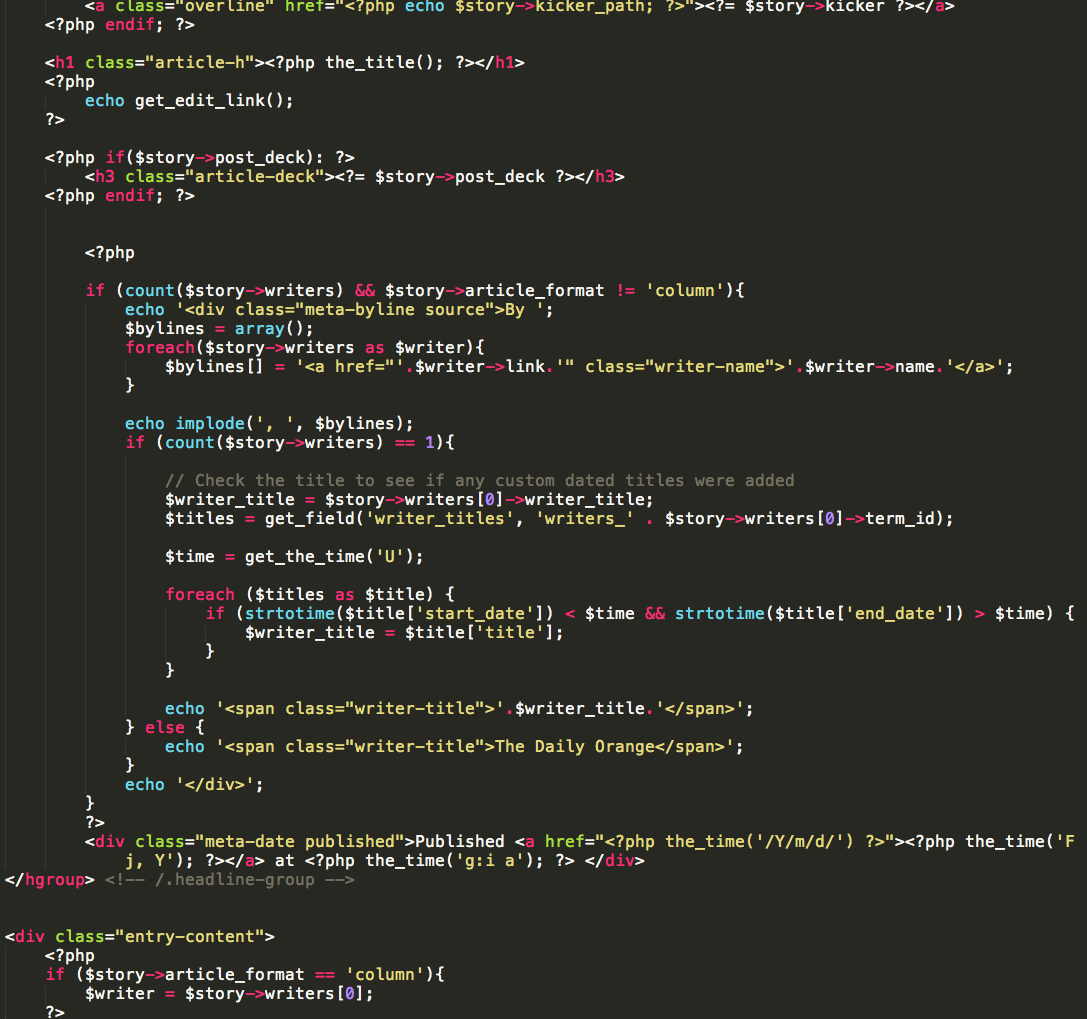 <a class="overline" href="<?php echo $story->kicker_path; ?>"><?= $story->kicker ?></a>
<?php endif; ?>
<h1 class="article-h"><?php the_title(); ?></h1>
<?php
echo get_edit_link();
?>
<?php if($story->post_deck): ?>
<h3 class="article-deck"><?= $story->post_deck ?></h3>
<?php endif; ?>
<?php
if (count($story->writers) && $story->article_format != 'column'){
echo '<div class="meta-byline source">By ';
$bylines = array();
foreach($story->writers as $writer){
$bylines[] = '<a href="'.$writer->link.'" class="writer-name">'.$writer->name.'</a>';
}
echo implode(', ', $bylines);
if (count($story->writers) == 1){
// Check the title to see if any custom dated titles were added
$writer_title = $story->writers[0]->writer_title;
$titles = get_field('writer_titles', 'writers_' . $story->writers[0]->term_id);
$time = get_the_time('U');
foreach ($titles as $title) {
if (strtotime($title['start_date']) < $time && strtotime($title['end_date']) > $time) {
$writer_title = $title['title'];
}
}
echo '<span class="writer-title">'.$writer_title.'</span>';
} else {
echo '<span class="writer-title">The Daily Orange</span>';
}
echo '</div>';
}
?>
<div class="meta-date published">Published <a href="<?php the_time('/Y/m/d/') ?>"><?php the_time('F
j, Y'); ?></a> at <?php the_time('g:i a'); ?> </div>
</hgroup> <!-- /.headline-group -->
<div class="entry-content">
<?php
if ($story->article_format == 'column'){
$writer = $story->writers[0];
?>